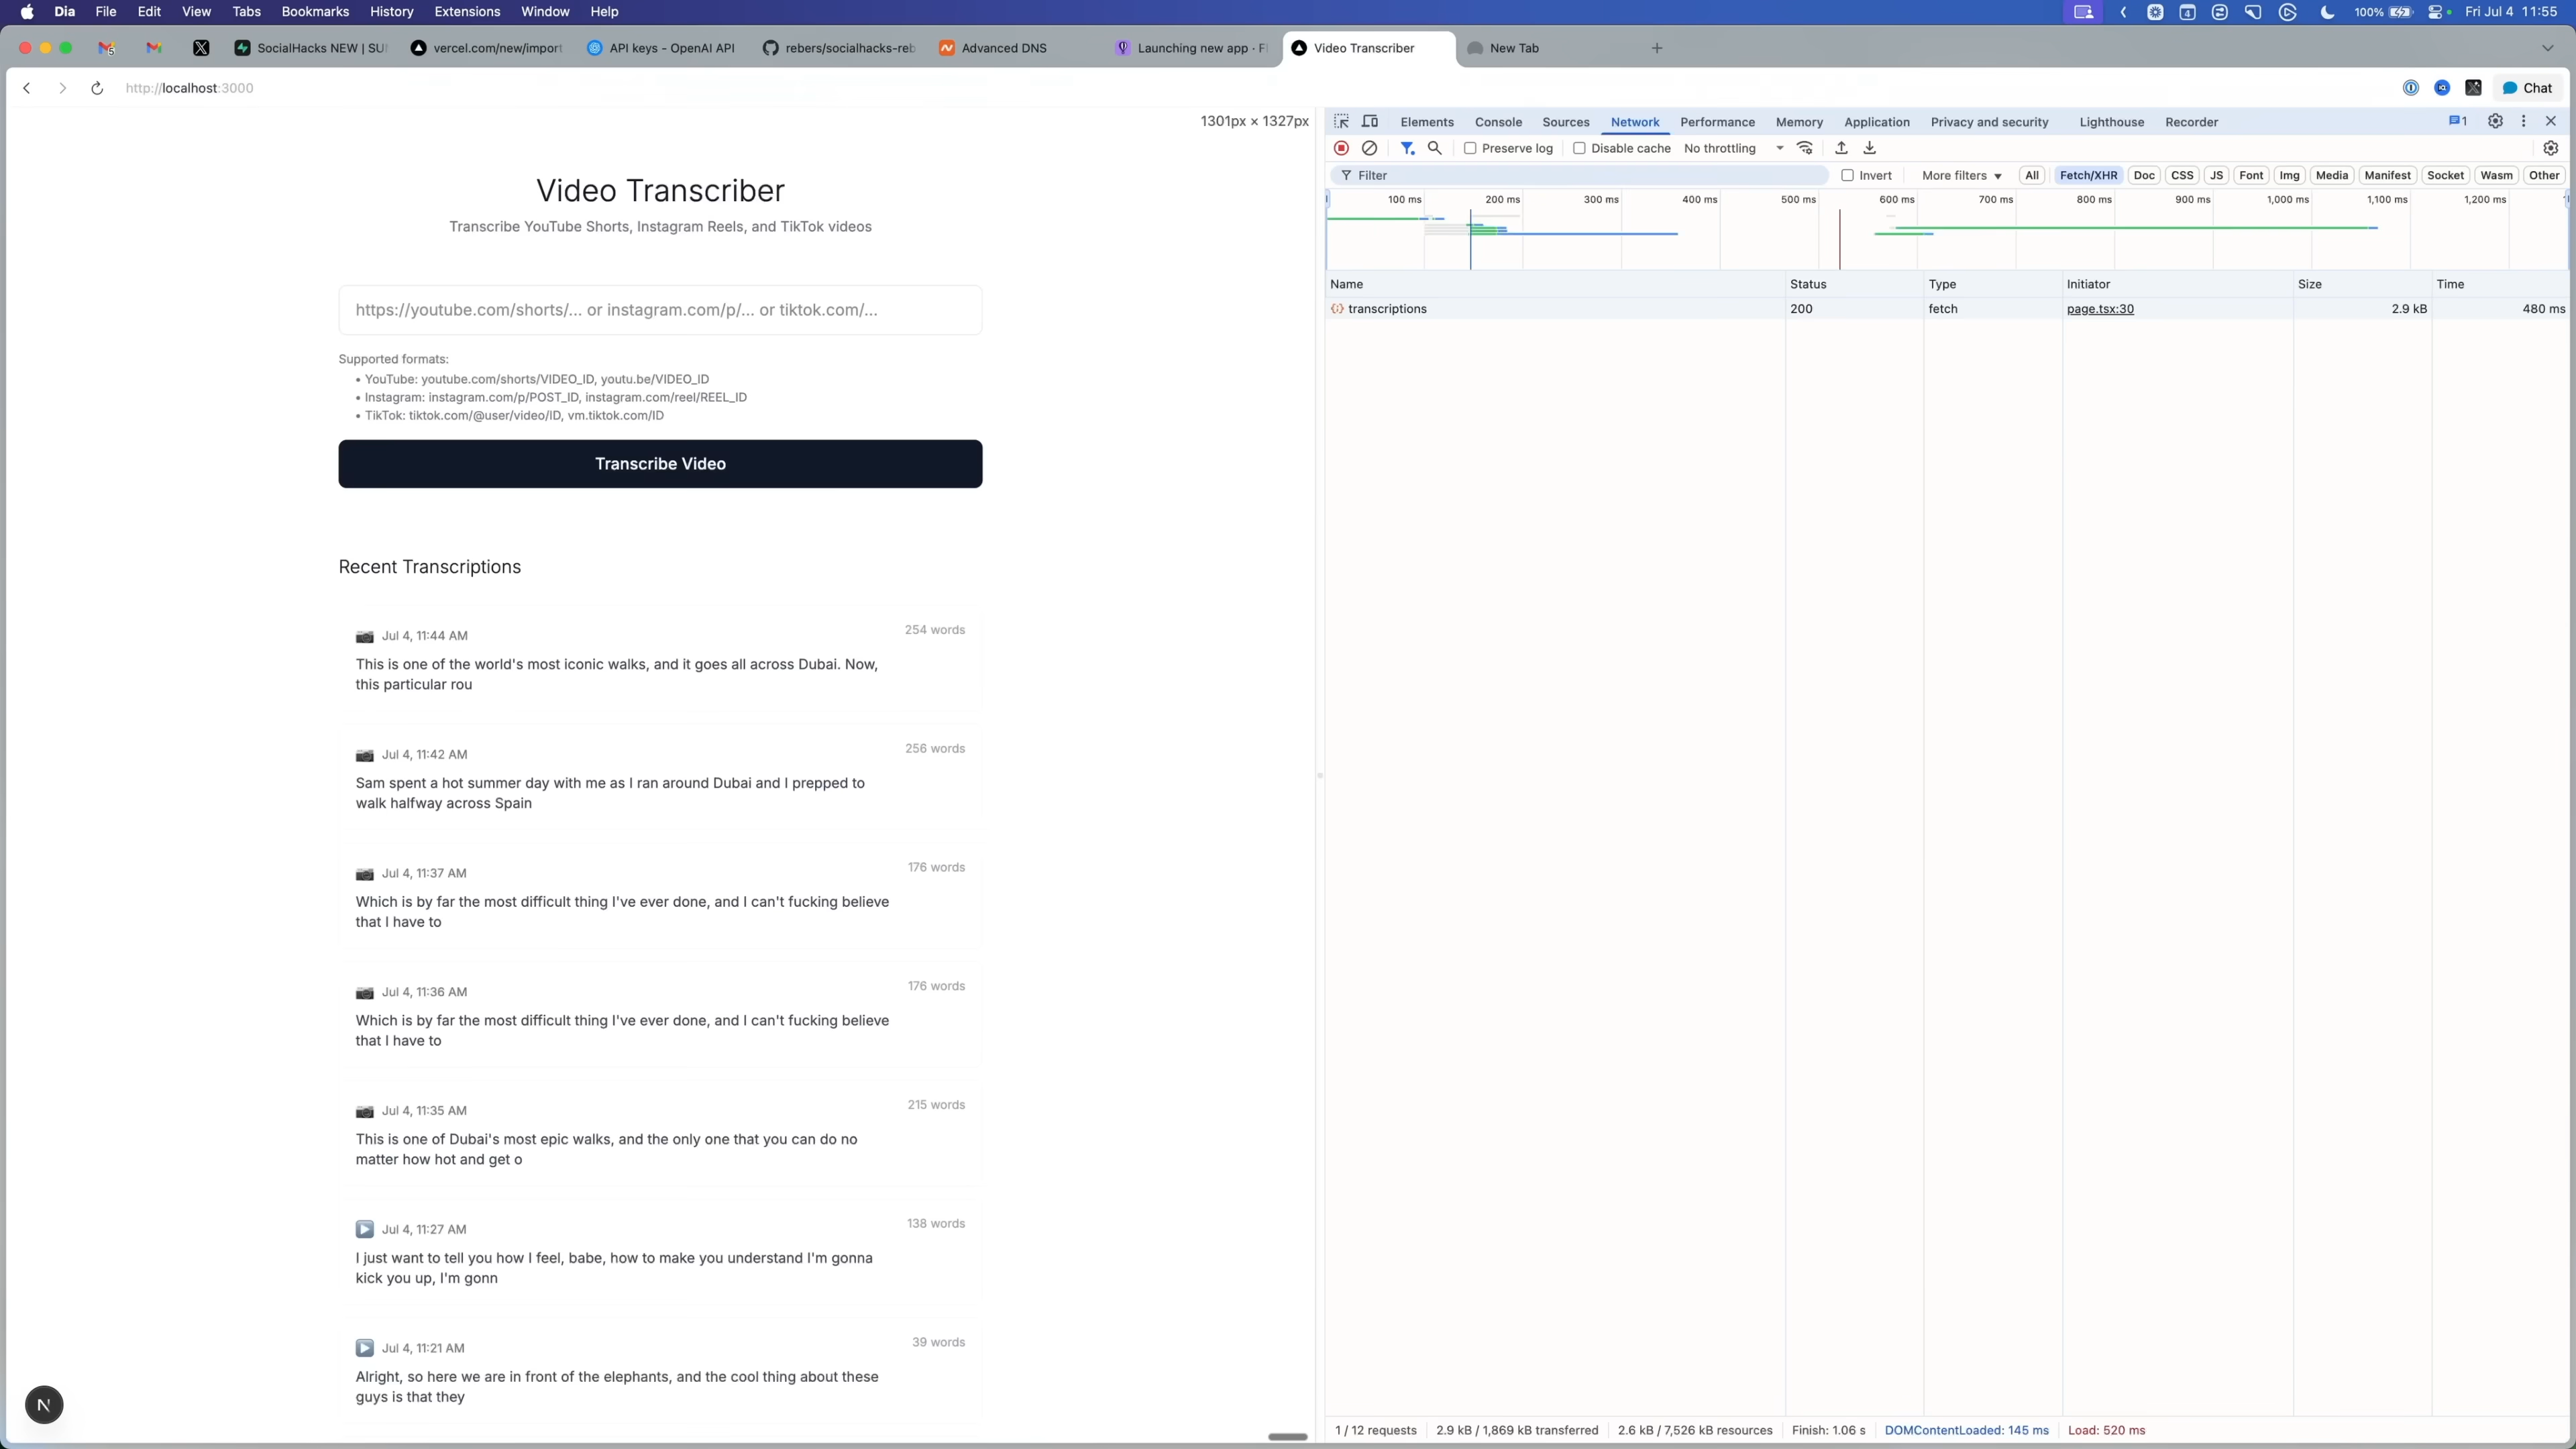 Dia File Edit View Tabs Bookmarks History Extensions Window Help 4 100% Fri Jul 4 11:55
SocialHacks NEW | SU vercel.com/new/import API keys - OpenAI API rebers/socialhacks-reb Advanced DNS Launching new app · F Video Transcriber New Tab
http://localhost:3000 Chat
1301px × 1327px
Video Transcriber
Transcribe YouTube Shorts, Instagram Reels, and TikTok videos
https://youtube.com/shorts/... or instagram.com/p/... or tiktok.com/...
Supported formats:
• YouTube: youtube.com/shorts/VIDEO_ID, youtu.be/VIDEO_ID
• Instagram: instagram.com/p/POST_ID, instagram.com/reel/REEL_ID
• TikTok: tiktok.com/@user/video/ID, vm.tiktok.com/ID
Transcribe Video
Recent Transcriptions
Jul 4, 11:44 AM 254 words
This is one of the world's most iconic walks, and it goes all across Dubai. Now,
this particular rou
Jul 4, 11:42 AM 256 words
Sam spent a hot summer day with me as I ran around Dubai and I prepped to
walk halfway across Spain
Jul 4, 11:37 AM 176 words
Which is by far the most difficult thing I've ever done, and I can't fucking believe
that I have to
Jul 4, 11:36 AM 176 words
Which is by far the most difficult thing I've ever done, and I can't fucking believe
that I have to
Jul 4, 11:35 AM 215 words
This is one of Dubai's most epic walks, and the only one that you can do no
matter how hot and get o
Jul 4, 11:27 AM 138 words
I just want to tell you how I feel, babe, how to make you understand I'm gonna
kick you up, I'm gonn
Jul 4, 11:21 AM 39 words
Alright, so here we are in front of the elephants, and the cool thing about these
guys is that they
N
Elements Console Sources Network Performance Memory Application Privacy and security Lighthouse Recorder 1
Preserve log Disable cache No throttling
Filter Invert More filters All Fetch/XHR Doc CSS JS Font Img Media Manifest Socket Wasm Other
100 ms 200 ms 300 ms 400 ms 500 ms 600 ms 700 ms 800 ms 900 ms 1,000 ms 1,100 ms 1,200 ms
Name Status Type Initiator Size Time
transcriptions 200 fetch page.tsx:30 2.9 kB 480 ms
1 / 12 requests 2.9 kB / 1,869 kB transferred 2.6 kB / 7,526 kB resources Finish: 1.06 s DOMContentLoaded: 145 ms Load: 520 ms